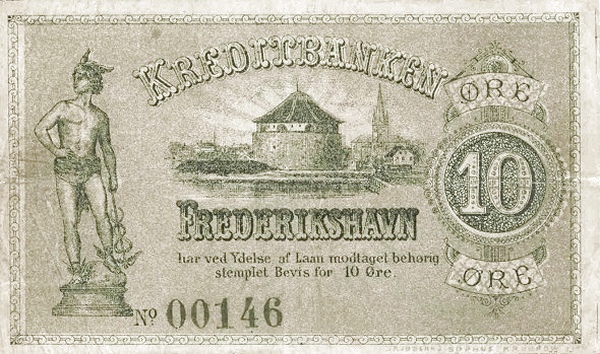 KREDITBANKEN
ØRE
10
FREDERIKSHAVN
har ved Ydelse af Laan modtaget behørig
stemplet Bevis for 10 Øre.
ØRE
No 00146